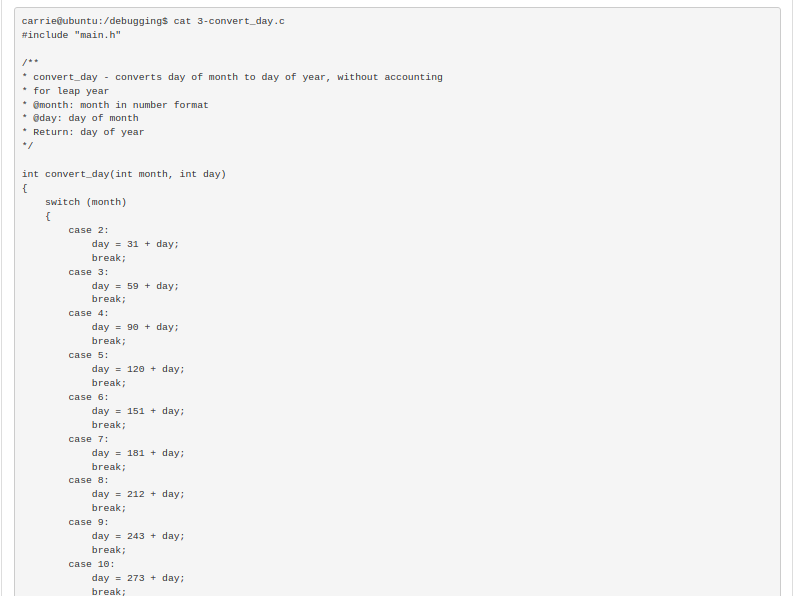 carrie@ubuntu:/debugging$ cat 3-convert_day.c
#include "main.h"
/**
* convert_day - converts day of month to day of year, without accounting
* for leap year
* @month: month in number format
* @day: day of month
* Return: day of year
*/
int convert_day(int month, int day)
{
    switch (month)
    {
        case 2:
            day = 31 + day;
            break;
        case 3:
            day = 59 + day;
            break;
        case 4:
            day = 90 + day;
            break;
        case 5:
            day = 120 + day;
            break;
        case 6:
            day = 151 + day;
            break;
        case 7:
            day = 181 + day;
            break;
        case 8:
            day = 212 + day;
            break;
        case 9:
            day = 243 + day;
            break;
        case 10:
            day = 273 + day;
            break;